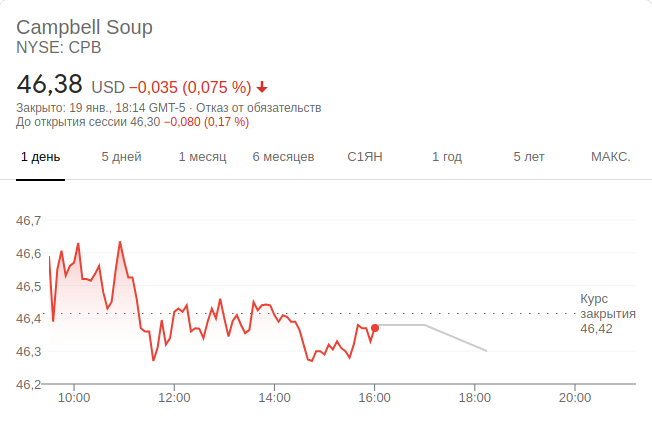 Campbell Soup
NYSE: CPB
46,38 USD −0,035 (0,075 %)
Закрыто: 19 янв., 18:14 GMT-5 · Отказ от обязательств
До открытия сессии 46,30 −0,080 (0,17 %)
1 день 5 дней 1 месяц 6 месяцев С1ЯН 1 год 5 лет МАКС.
46,7
46,6
46,5
46,4
46,3
46,2
Курс
закрытия
46,42
10:00 12:00 14:00 16:00 18:00 20:00